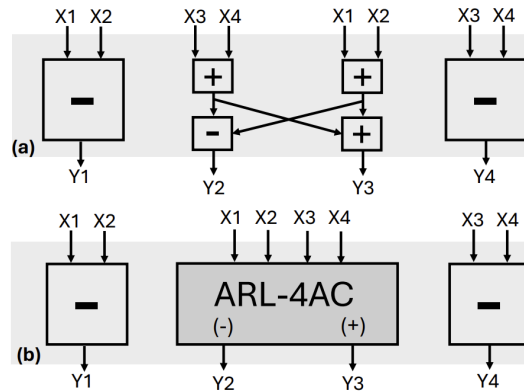 X1 X2 X3 X4 X1 X2 X3 X4
- + + -
- +
(a)
Y1 Y2 Y3 Y4
X1 X2 X1 X2 X3 X4 X3 X4
- ARL-4AC -
(-) (+)
(b)
Y1 Y2 Y3 Y4